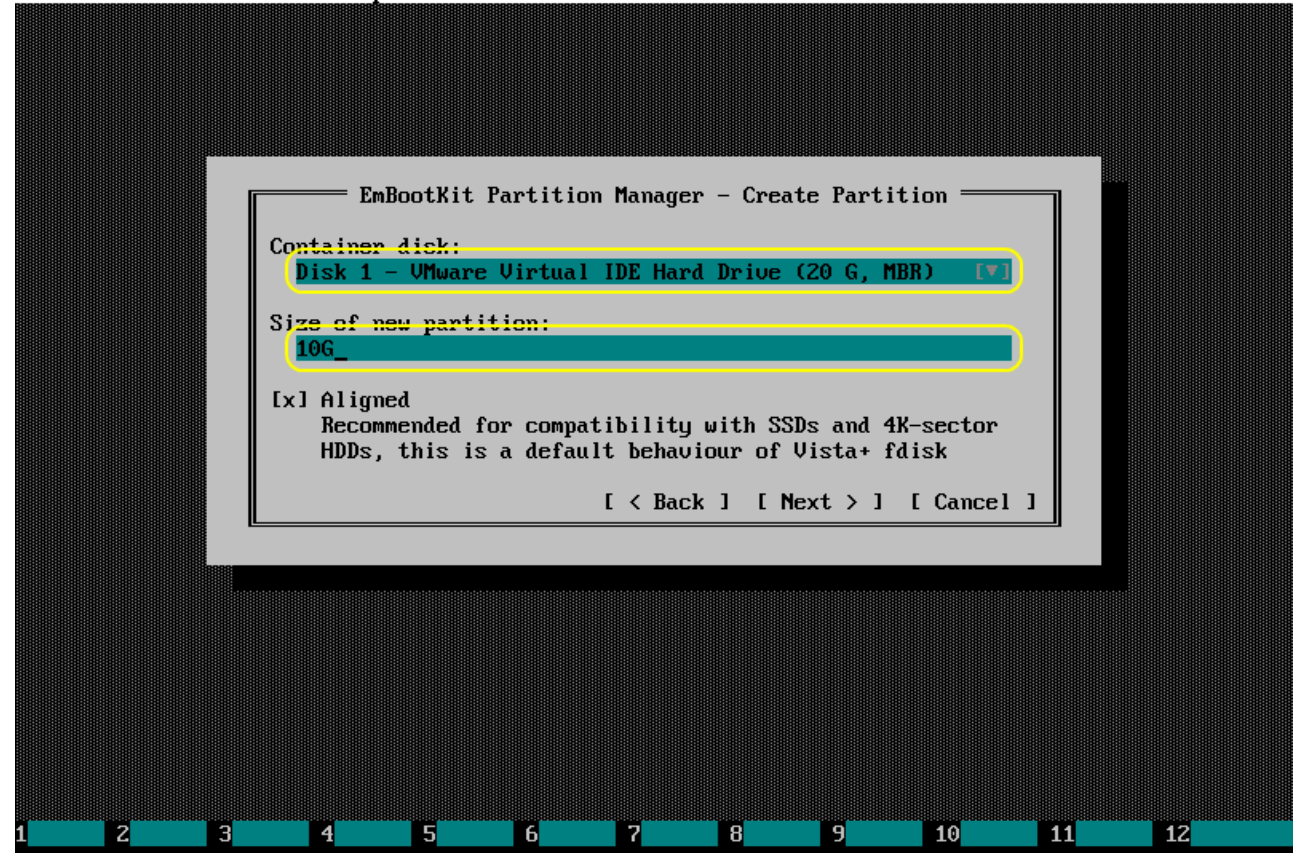 EmBootKit Partition Manager - Create Partition
Container disk:
Disk 1 - VMware Virtual IDE Hard Drive (20 G, MBR) [▼]
Size of new partition:
10G_
[x] Aligned
Recommended for compatibility with SSDs and 4K-sector
HDDs, this is a default behaviour of Vista+ fdisk
[ < Back ] [ Next > ] [ Cancel ]
1 2 3 4 5 6 7 8 9 10 11 12